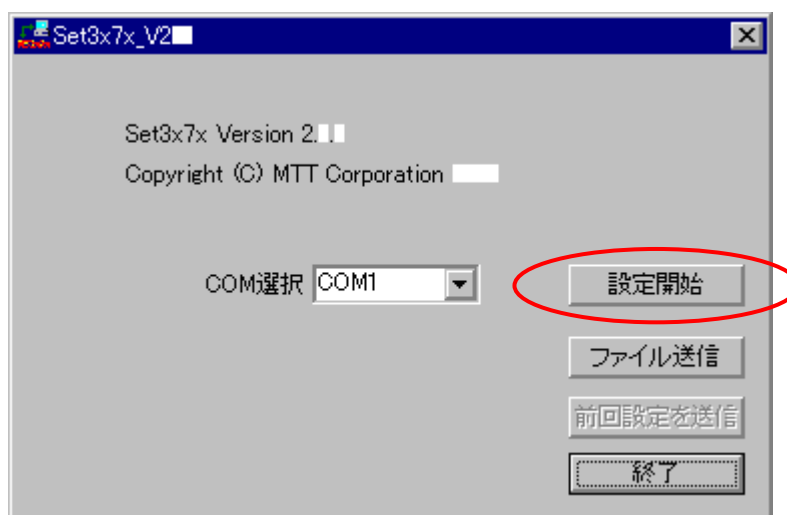 Set3x7x_V2
Set3x7x Version 2. .
Copyright (C) MTT Corporation
COM選択 COM1 設定開始
ファイル送信
前回設定を送信
終了